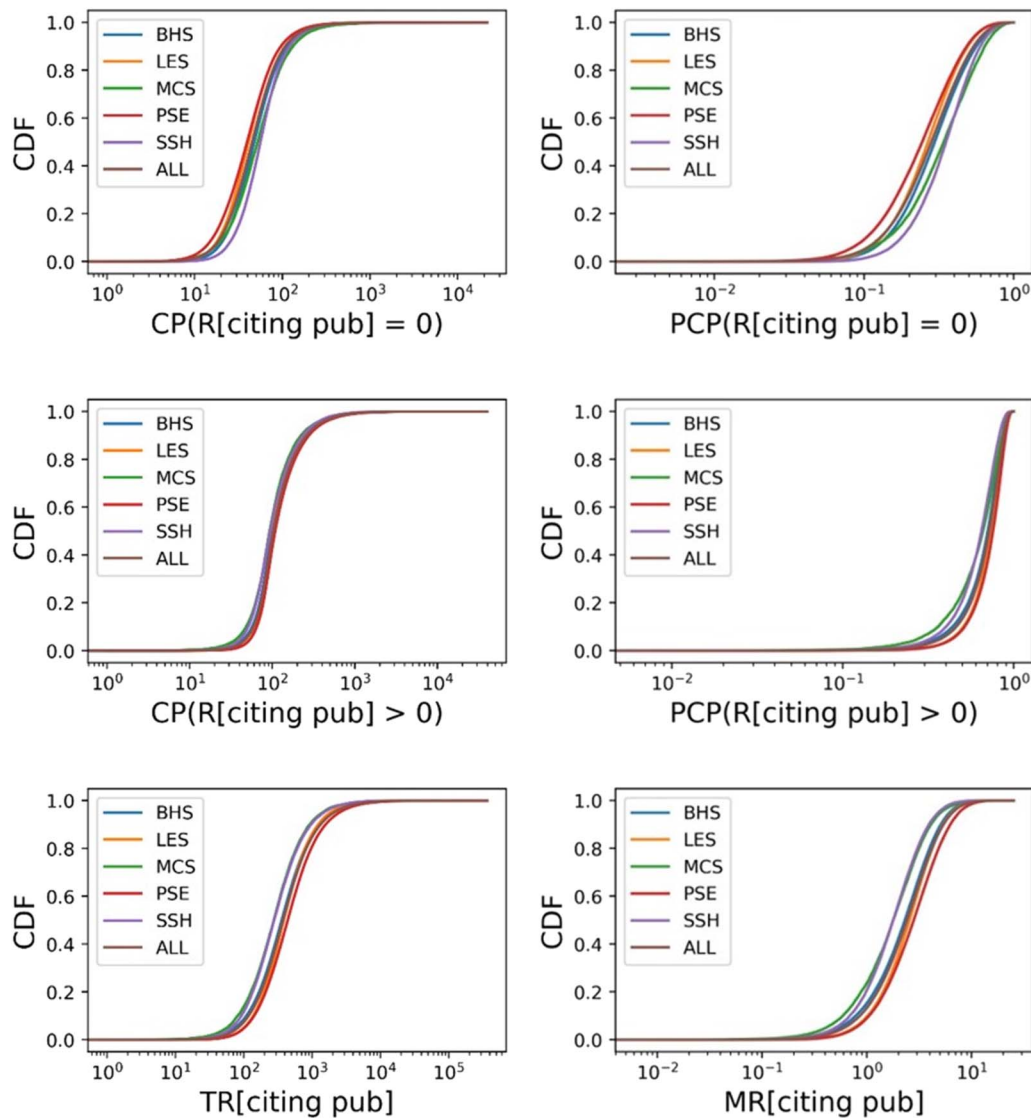 1.0
0.8
0.6
0.4
0.2
0.0
CDF
BHS
LES
MCS
PSE
SSH
ALL
10⁰ 10¹ 10² 10³ 10⁴
CP(R[citing pub] = 0)
1.0
0.8
0.6
0.4
0.2
0.0
CDF
BHS
LES
MCS
PSE
SSH
ALL
10⁻² 10⁻¹ 10⁰
PCP(R[citing pub] = 0)
1.0
0.8
0.6
0.4
0.2
0.0
CDF
BHS
LES
MCS
PSE
SSH
ALL
10⁰ 10¹ 10² 10³ 10⁴
CP(R[citing pub] > 0)
1.0
0.8
0.6
0.4
0.2
0.0
CDF
BHS
LES
MCS
PSE
SSH
ALL
10⁻² 10⁻¹ 10⁰
PCP(R[citing pub] > 0)
1.0
0.8
0.6
0.4
0.2
0.0
CDF
BHS
LES
MCS
PSE
SSH
ALL
10⁰ 10¹ 10² 10³ 10⁴ 10⁵
TR[citing pub]
1.0
0.8
0.6
0.4
0.2
0.0
CDF
BHS
LES
MCS
PSE
SSH
ALL
10⁻² 10⁻¹ 10⁰ 10¹
MR[citing pub]